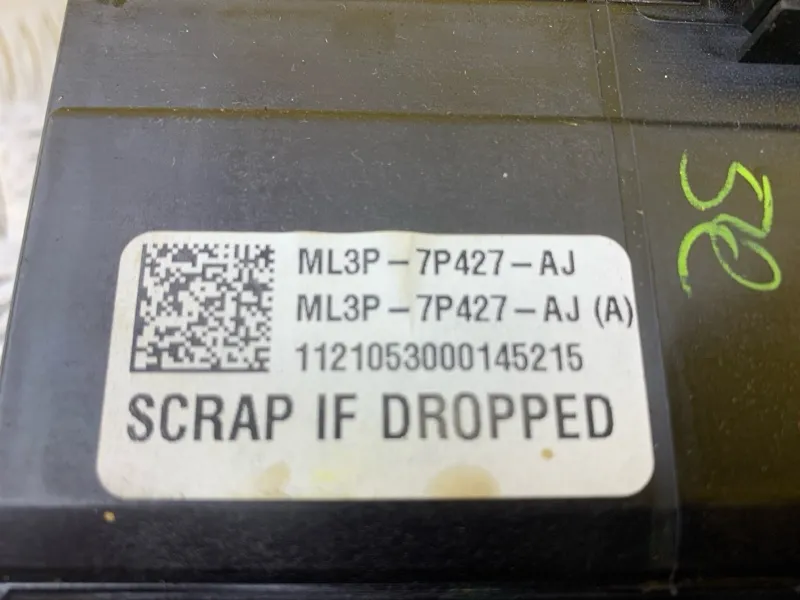 ML3P-7P427-AJ
ML3P-7P427-AJ (A)
1121053000145215
SCRAP IF DROPPED